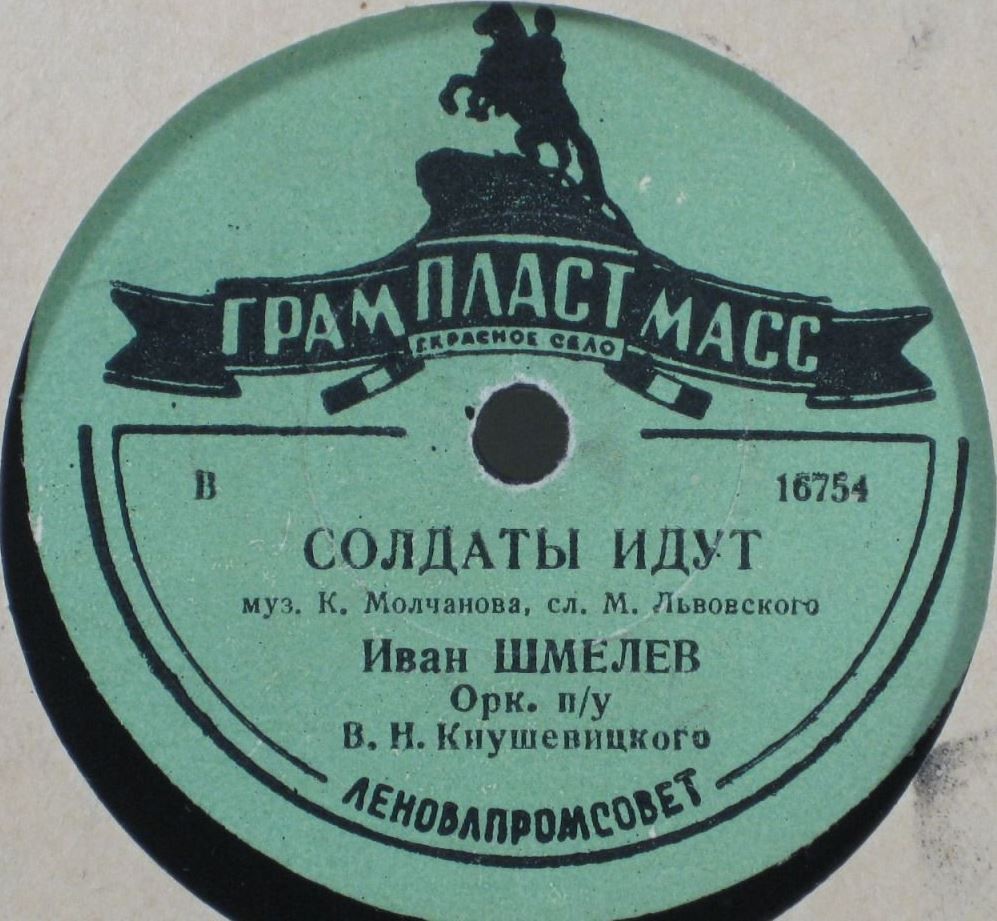 ГРАМПЛАСТМАСС
Г.КРАСНОЕ СЕЛО
В 16754
СОЛДАТЫ ИДУТ
муз. К. Молчанова, сл. М. Львовского
Иван ШМЕЛЕВ
Орк. п/у
В. Н. Кнушевицкого
ЛЕНОБЛПРОМСОВЕТ